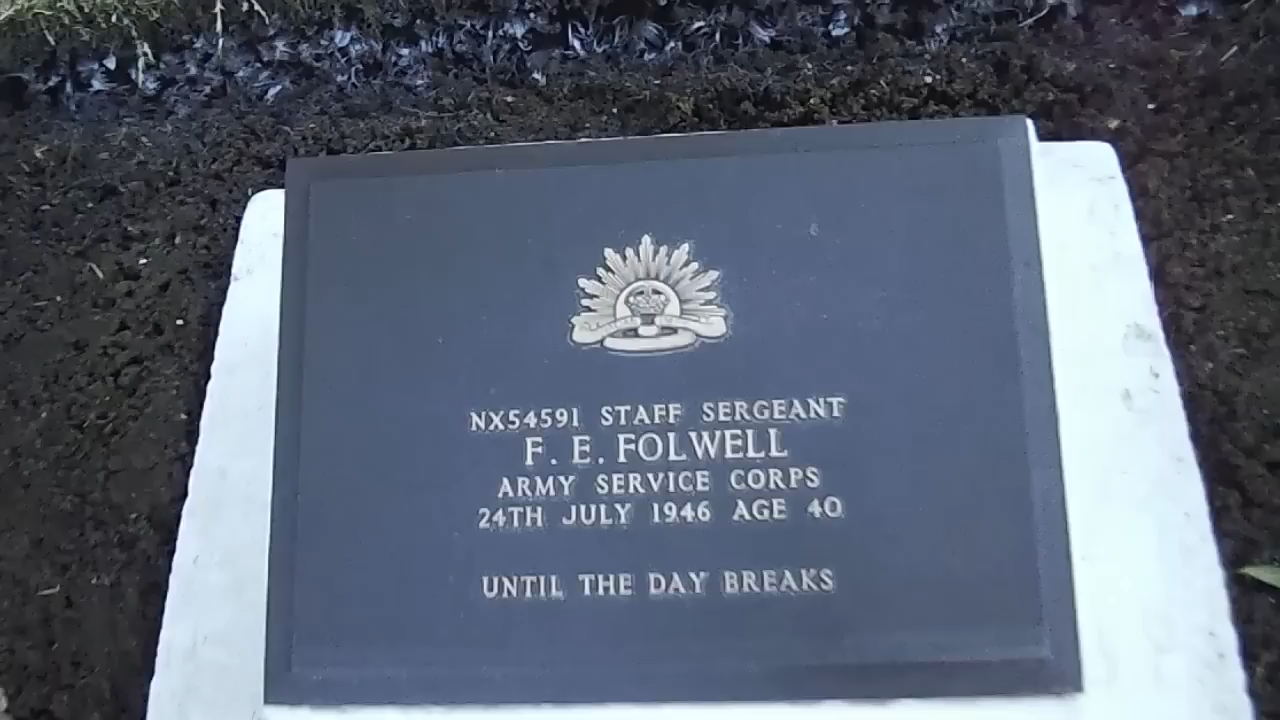 NX54591 STAFF SERGEANT
F. E. FOLWELL
ARMY SERVICE CORPS
24TH JULY 1946 AGE 40
UNTIL THE DAY BREAKS